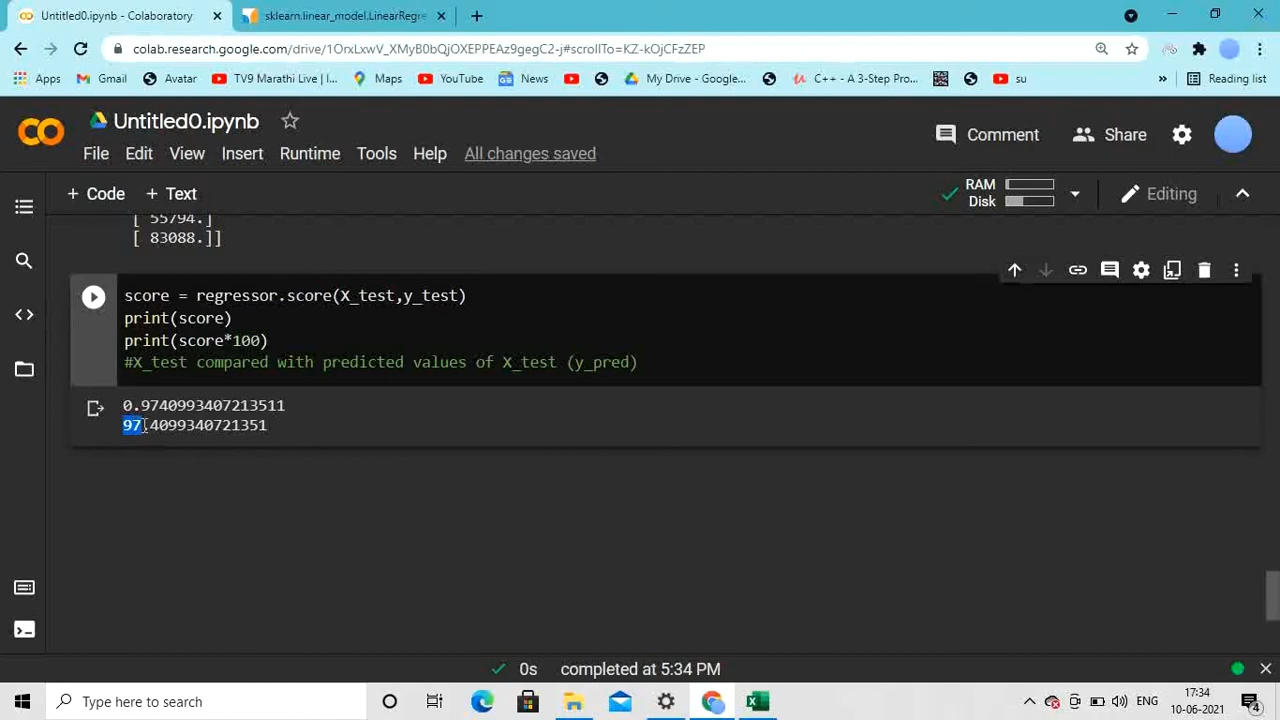 Untitled0.ipynb - Colaboratory
sklearn.linear_model.LinearRegre
colab.research.google.com/drive/1OrxLxwV_XMyB0bQjOXEPPEAz9gegC2-j#scrollTo=KZ-kOjCFzZEP
Apps Gmail Avatar TV9 Marathi Live | I... Maps YouTube News My Drive - Google... C++ - A 3-Step Pro... su » Reading list
Untitled0.ipynb
Comment Share
File Edit View Insert Runtime Tools Help All changes saved
+ Code + Text
RAM
Disk
Editing
[ 55794.]
[ 83088.]]
score = regressor.score(X_test,y_test)
print(score)
print(score*100)
#X_test compared with predicted values of X_test (y_pred)
0.9740993407213511
97.4099340721351
0s completed at 5:34 PM
Type here to search
ENG
17:34
10-06-2021
4